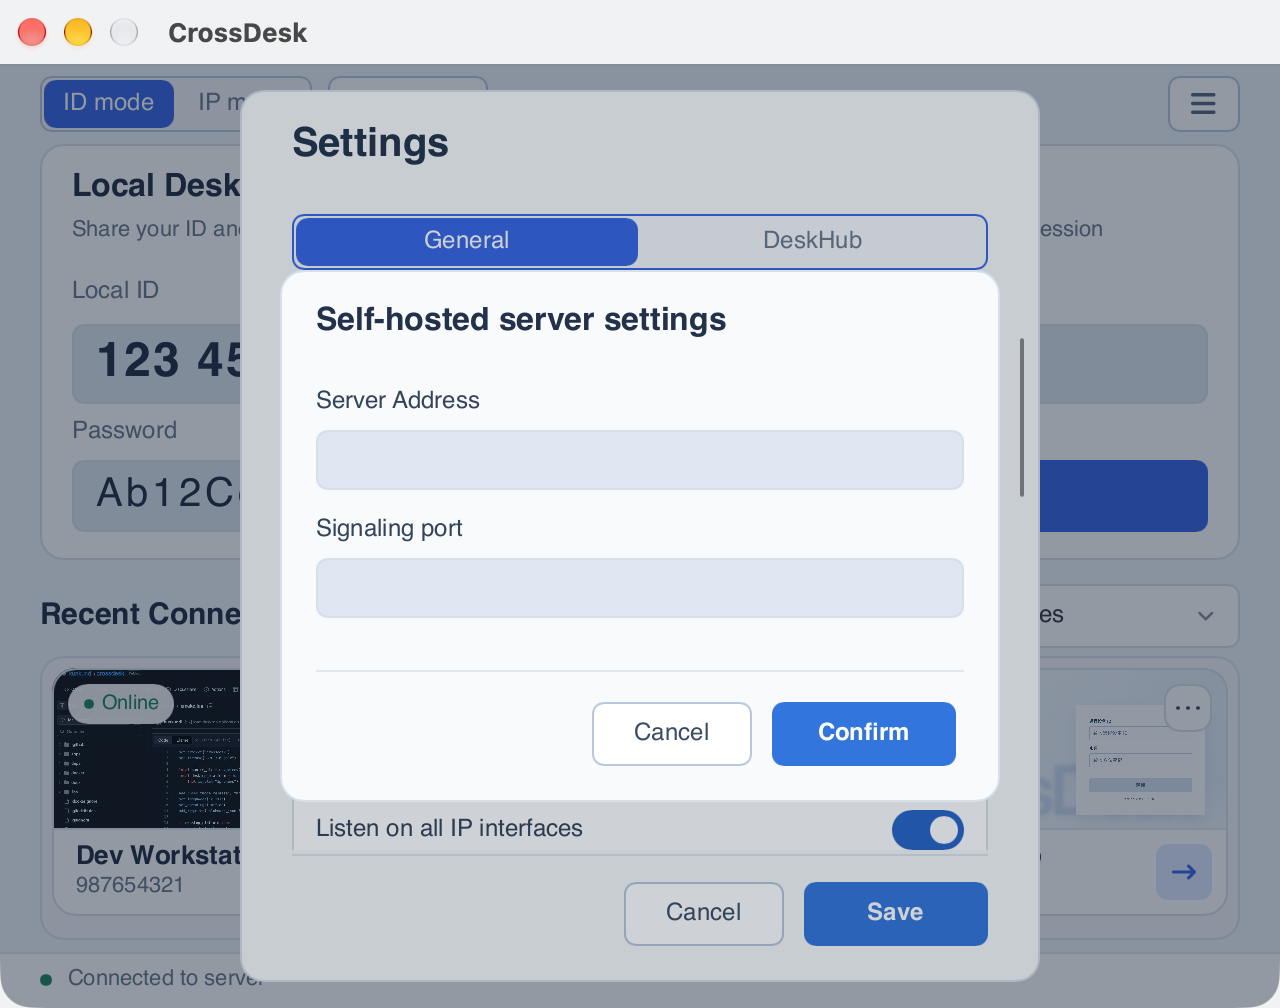 CrossDesk
ID mode
IP m
Settings
Local Desk
Share your ID an
ession
General
DeskHub
Local ID
123 45
Password
Ab12C
Self-hosted server settings
Server Address
Signaling port
Cancel
Confirm
Recent Conne
es
Online
Dev Workstat
987654321
Listen on all IP interfaces
Cancel
Save
Connected to server